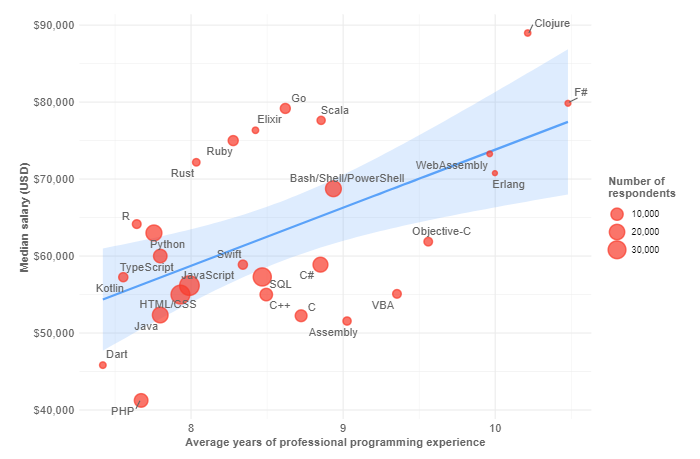 $90,000
Clojure
F#
$80,000
Go
Scala
Elixir
Ruby
Rust
WebAssembly
Erlang
Bash/Shell/PowerShell
$70,000
Median salary (USD)
R
Python
Objective-C
$60,000
TypeScript
Swift
JavaScript
C#
Kotlin
SQL
HTML/CSS
C++
C
VBA
Java
Assembly
$50,000
Dart
PHP
$40,000
8
9
10
Average years of professional programming experience
Number of
respondents
10,000
20,000
30,000